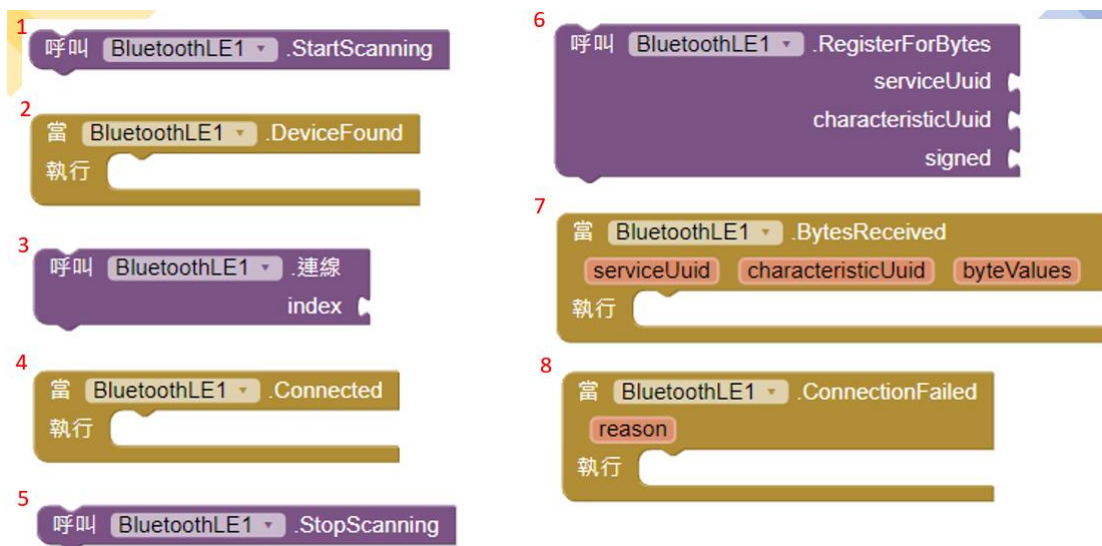 1
呼叫 BluetoothLE1 .StartScanning
2
當 BluetoothLE1 .DeviceFound
執行
3
呼叫 BluetoothLE1 .連線
index
4
當 BluetoothLE1 .Connected
執行
5
呼叫 BluetoothLE1 .StopScanning
6
呼叫 BluetoothLE1 .RegisterForBytes
serviceUuid
characteristicUuid
signed
7
當 BluetoothLE1 .BytesReceived
serviceUuid characteristicUuid byteValues
執行
8
當 BluetoothLE1 .ConnectionFailed
reason
執行